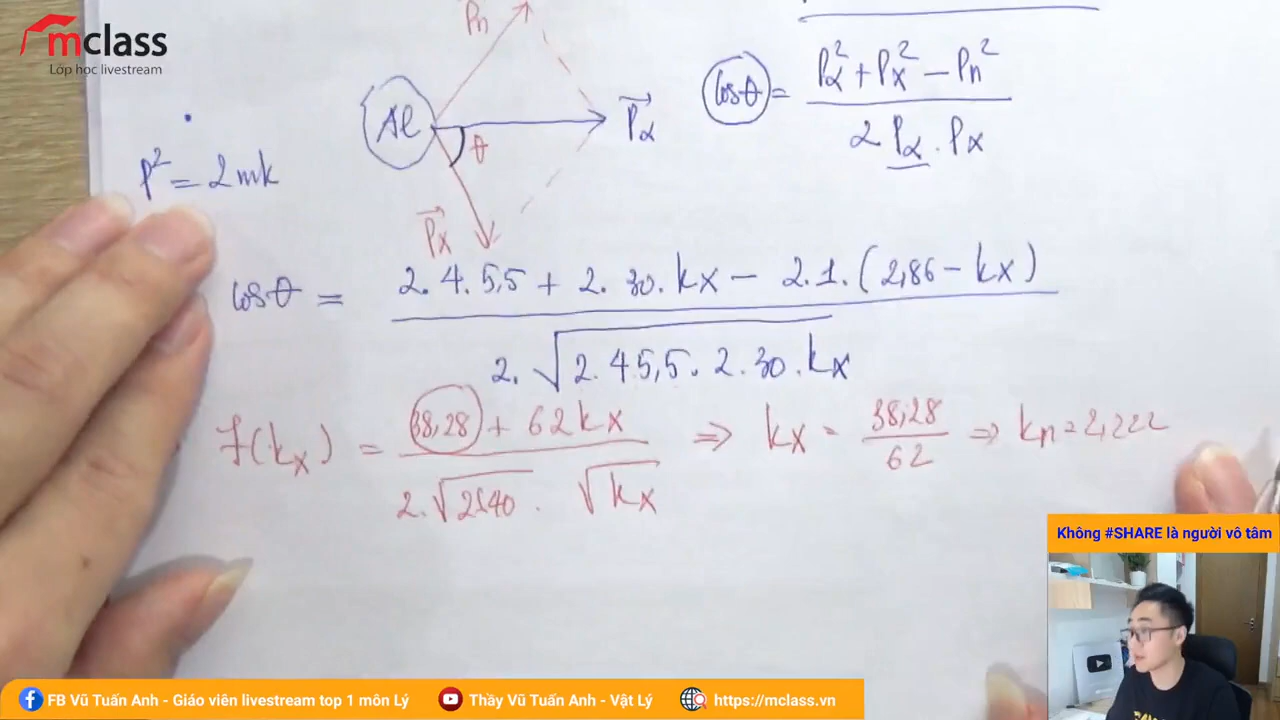 mclass
Lớp học livestream
Pn
Al
θ
Pα
Px
cosθ = Pα² + Px² − Pn² / 2 Pα . Px
P² = 2mk
cosθ = 2. 4. 5,5 + 2. 30. kx − 2.1. (2,86 − kx) / 2. √2. 4.5,5. 2. 30. kx
f(kx) = 38,28 + 62 kx / 2. √2640 . √kx ⇒ kx = 38,28 / 62 ⇒ kn = 2,222
Không #SHARE là người vô tâm
FB Vũ Tuấn Anh - Giáo viên livestream top 1 môn Lý
Thầy Vũ Tuấn Anh - Vật Lý
https://mclass.vn